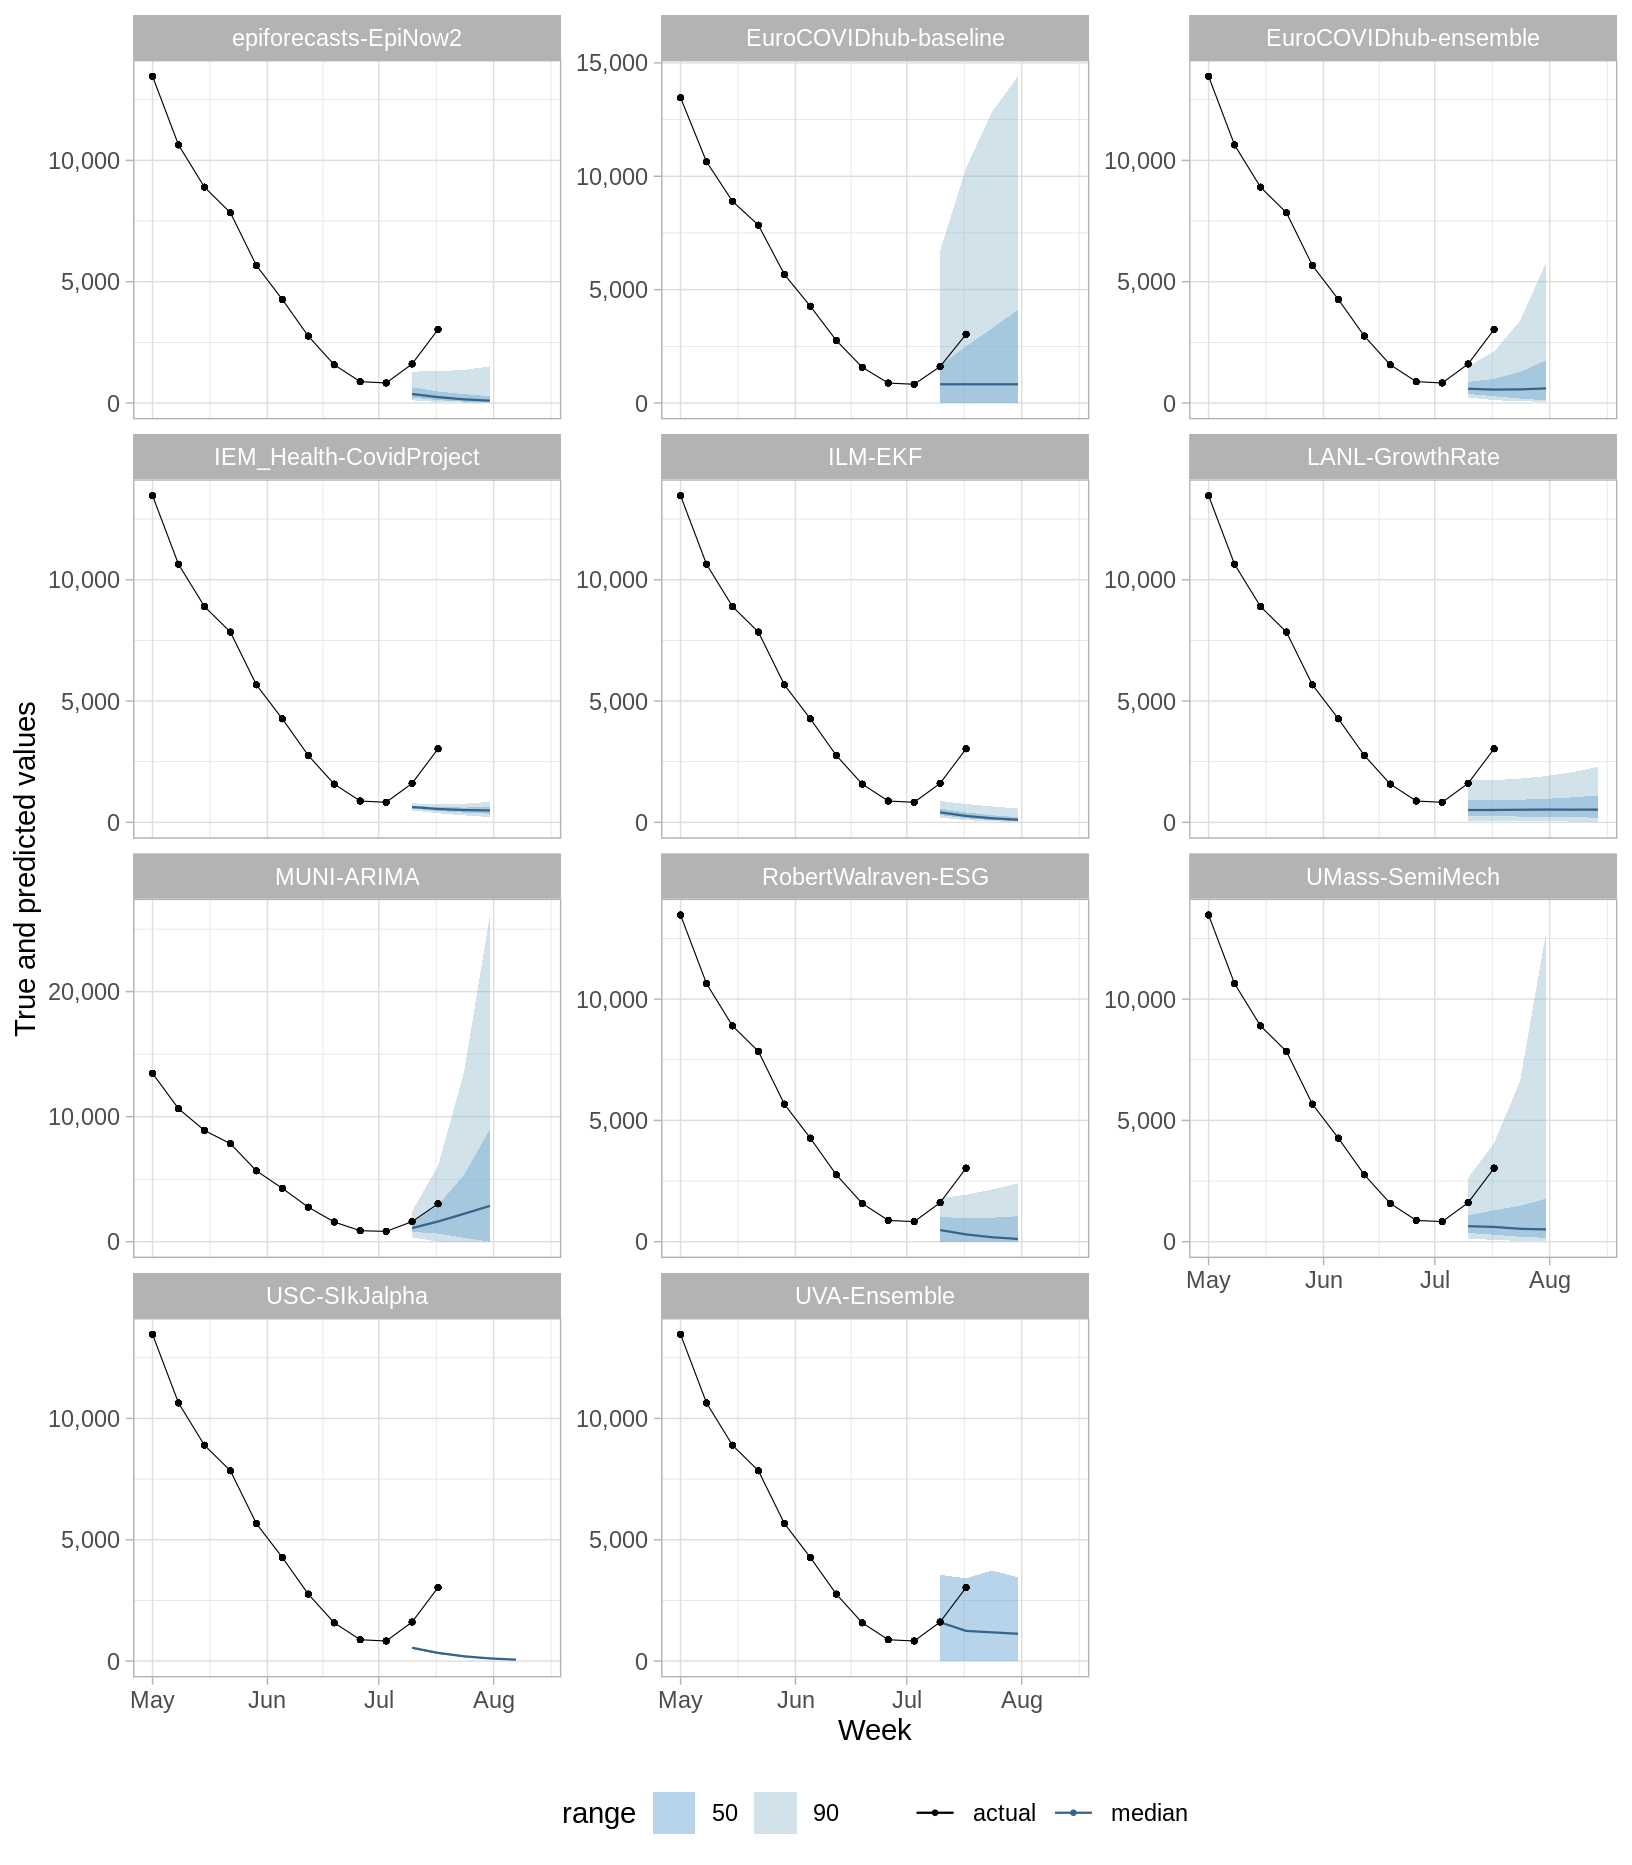 epiforecasts-EpiNow2
EuroCOVIDhub-baseline
EuroCOVIDhub-ensemble
10,000
5,000
0
15,000
10,000
5,000
0
10,000
5,000
0
IEM_Health-CovidProject
ILM-EKF
LANL-GrowthRate
10,000
5,000
0
10,000
5,000
0
10,000
5,000
0
True and predicted values
MUNI-ARIMA
RobertWalraven-ESG
UMass-SemiMech
20,000
10,000
0
10,000
5,000
0
10,000
5,000
0
May Jun Jul Aug
USC-SIkJalpha
UVA-Ensemble
10,000
5,000
0
10,000
5,000
0
May Jun Jul Aug
May Jun Jul Aug
Week
range 50 90 actual median